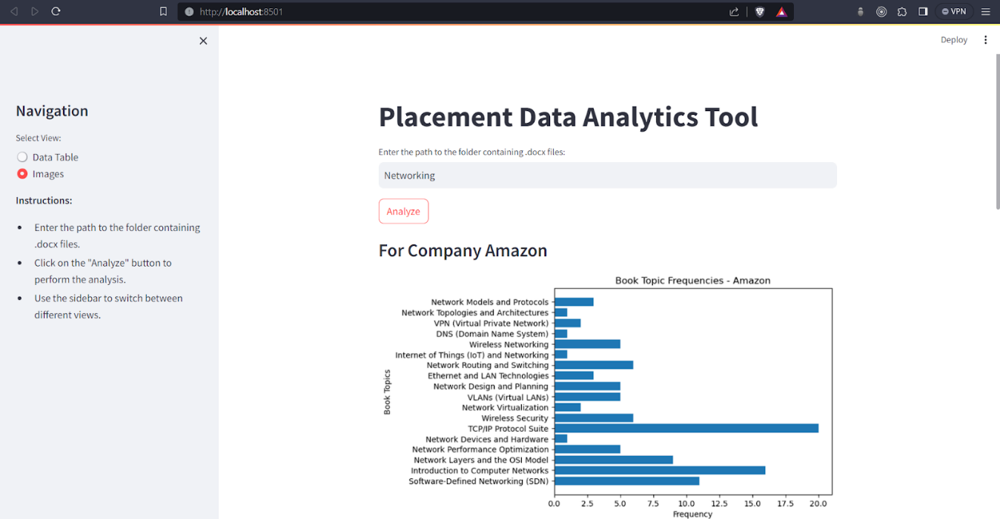 http://localhost:8501
VPN
Deploy
Navigation
Select View:
Data Table
Images
Instructions:
Enter the path to the folder containing
.docx files.
Click on the "Analyze" button to
perform the analysis.
Use the sidebar to switch between
different views.
Placement Data Analytics Tool
Enter the path to the folder containing .docx files:
Networking
Analyze
For Company Amazon
Book Topic Frequencies - Amazon
Book Topics
Network Models and Protocols
Network Topologies and Architectures
VPN (Virtual Private Network)
DNS (Domain Name System)
Wireless Networking
Internet of Things (IoT) and Networking
Network Routing and Switching
Ethernet and LAN Technologies
Network Design and Planning
VLANs (Virtual LANs)
Network Virtualization
Wireless Security
TCP/IP Protocol Suite
Network Devices and Hardware
Network Performance Optimization
Network Layers and the OSI Model
Introduction to Computer Networks
Software-Defined Networking (SDN)
0.0 2.5 5.0 7.5 10.0 12.5 15.0 17.5 20.0
Frequency